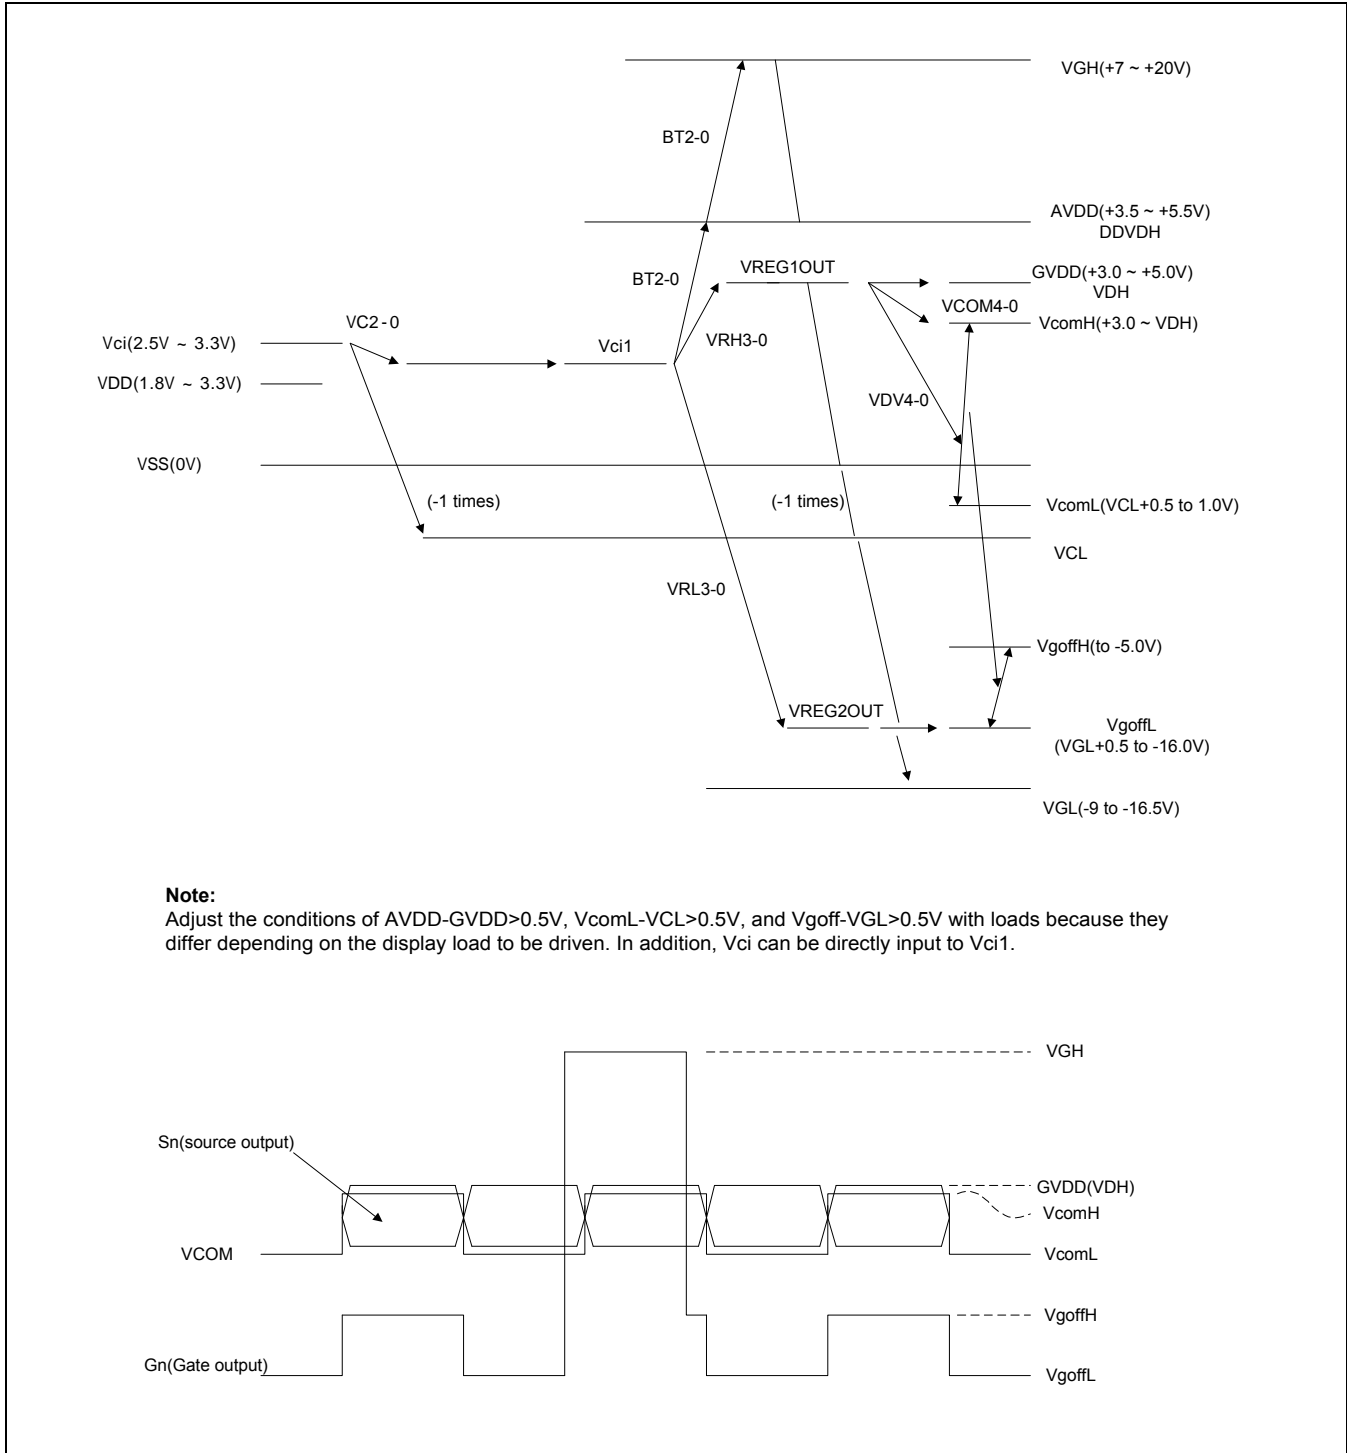 VGH(+7 ~ +20V)
BT2-0
AVDD(+3.5 ~ +5.5V)
DDVDH
BT2-0
VREG1OUT
GVDD(+3.0 ~ +5.0V)
VDH
VCOM4-0
VC2-0
Vci(2.5V ~ 3.3V)
Vci1
VRH3-0
VcomH(+3.0 ~ VDH)
VDD(1.8V ~ 3.3V)
VDV4-0
VSS(0V)
(-1 times)
(-1 times)
VcomL(VCL+0.5 to 1.0V)
VCL
VRL3-0
VgoffH(to -5.0V)
VREG2OUT
VgoffL
(VGL+0.5 to -16.0V)
VGL(-9 to -16.5V)
Note:
Adjust the conditions of AVDD-GVDD>0.5V, VcomL-VCL>0.5V, and Vgoff-VGL>0.5V with loads because they
differ depending on the display load to be driven. In addition, Vci can be directly input to Vci1.
VGH
Sn(source output)
GVDD(VDH)
VcomH
VCOM
VcomL
VgoffH
Gn(Gate output)
VgoffL